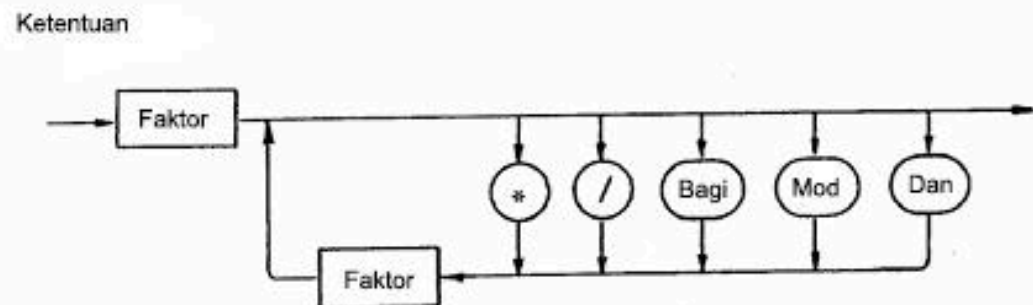 Ketentuan
Faktor
*
/
Bagi
Mod
Dan
Faktor